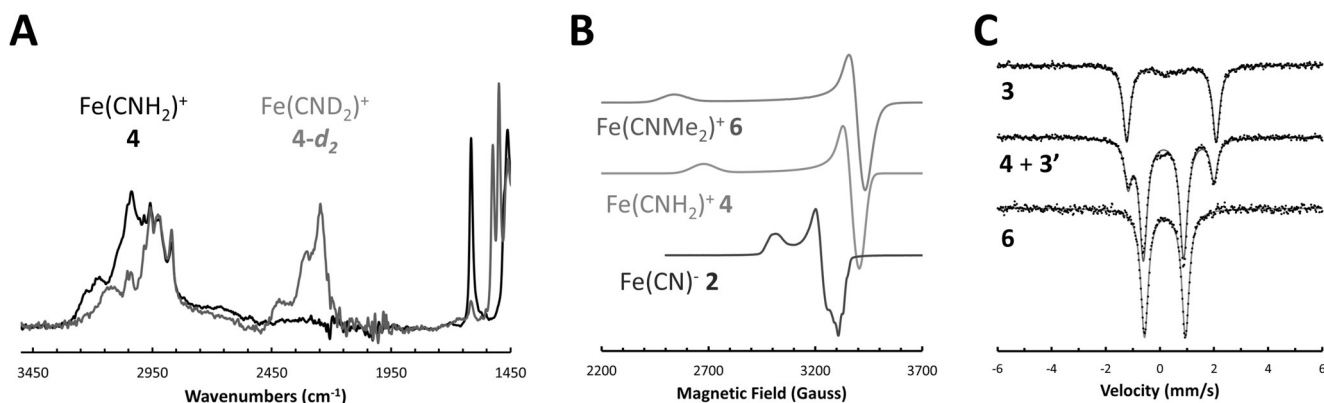 A
Fe(CNH₂)⁺
4
Fe(CND₂)⁺
4-d₂
3450 2950 2450 1950 1450
Wavenumbers (cm⁻¹)
B
Fe(CNMe₂)⁺ 6
Fe(CNH₂)⁺ 4
Fe(CN)⁻ 2
2200 2700 3200 3700
Magnetic Field (Gauss)
C
3
4 + 3’
6
-6 -4 -2 0 2 4 6
Velocity (mm/s)